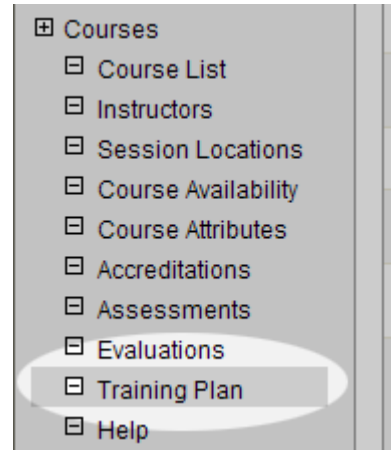 Courses
Course List
Instructors
Session Locations
Course Availability
Course Attributes
Accreditations
Assessments
Evaluations
Training Plan
Help